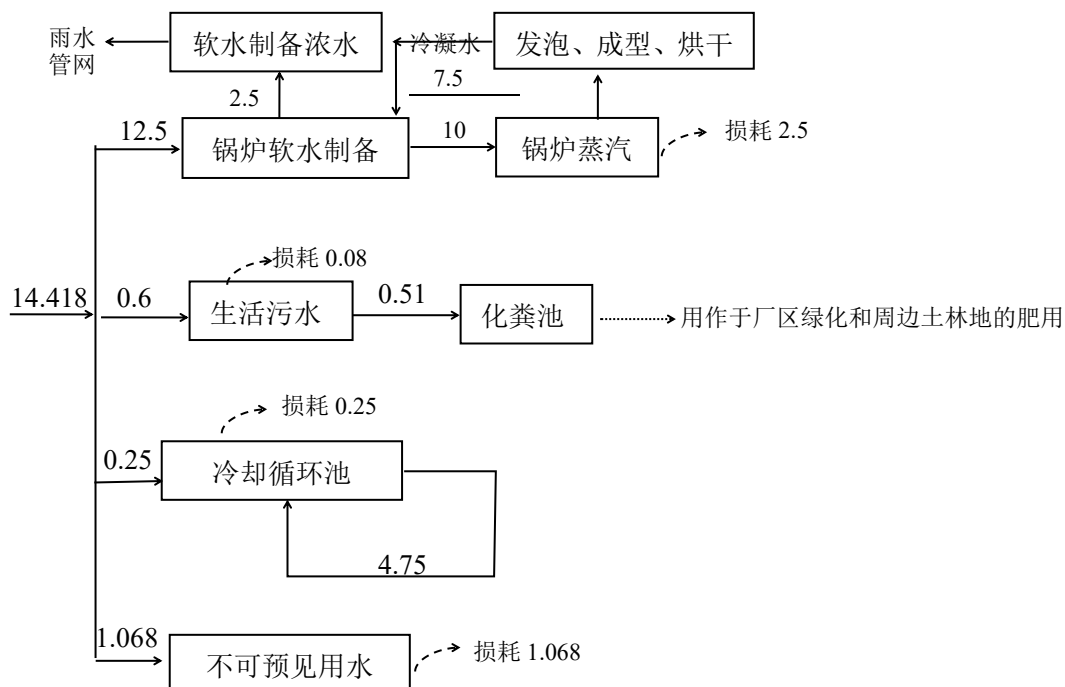 雨水
管网
软水制备浓水
冷凝水
发泡、成型、烘干
7.5
2.5
12.5
锅炉软水制备
10
锅炉蒸汽
损耗 2.5
损耗 0.08
14.418
0.6
生活污水
0.51
化粪池
用作于厂区绿化和周边土林地的肥用
损耗 0.25
0.25
冷却循环池
4.75
1.068
不可预见用水
损耗 1.068